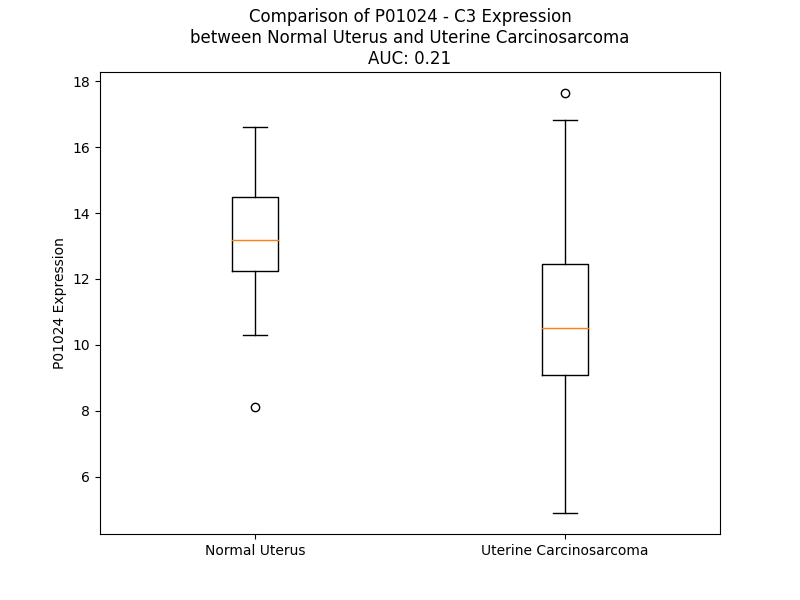 Comparison of P01024 - C3 Expression
between Normal Uterus and Uterine Carcinosarcoma
AUC: 0.21
18
16
14
12
10
8
6
P01024 Expression
Normal Uterus
Uterine Carcinosarcoma